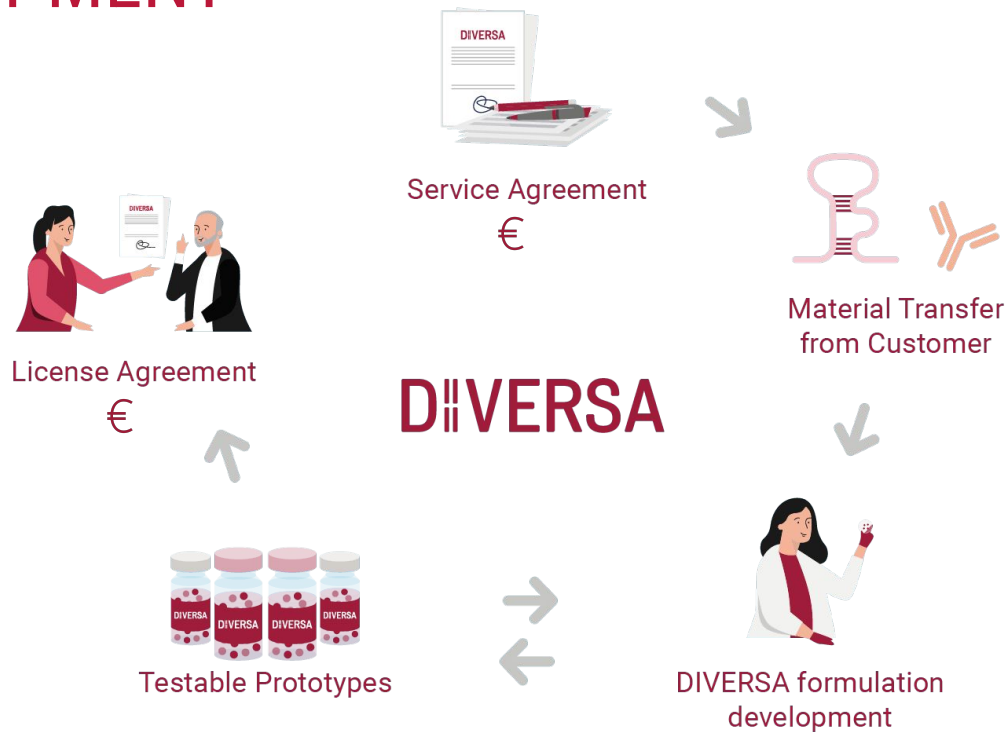 DIVERSA
Service Agreement
€
Material Transfer
from Customer
DIVERSA
License Agreement
€
DIVERSA
DIVERSA
DIVERSA
DIVERSA
DIVERSA
Testable Prototypes
DIVERSA formulation
development